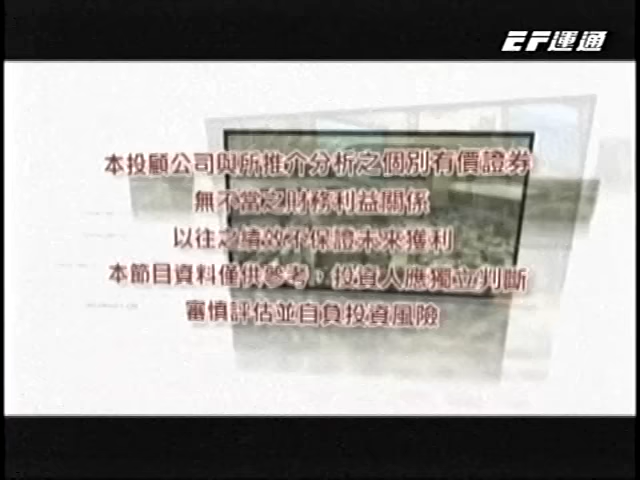 EF運通
本投顧公司與所推介分析之個別有價證券
無不當之財務利益關係
以往之績效不保證未來獲利
本節目資料僅供參考，投資人應獨立判斷
審慎評估並自負投資風險